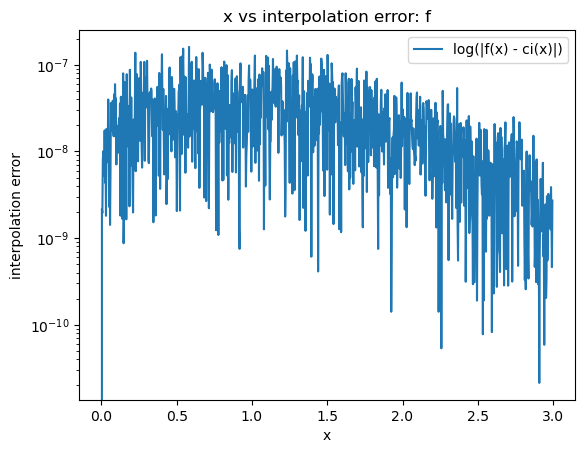 x vs interpolation error: f
log(|f(x) - ci(x)|)
interpolation error
10⁻⁷
10⁻⁸
10⁻⁹
10⁻¹⁰
0.0 0.5 1.0 1.5 2.0 2.5 3.0
x